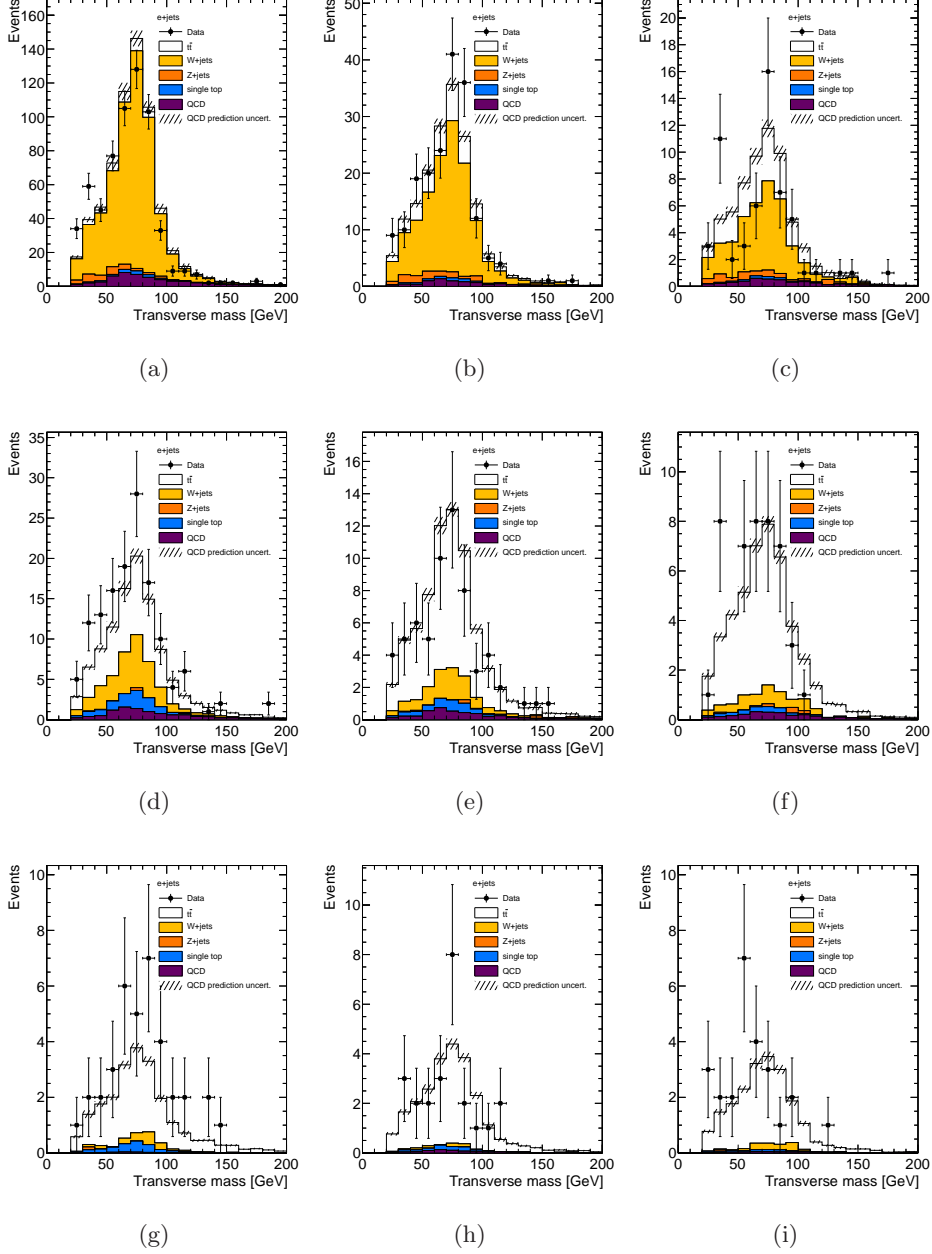 Events
160
140
120
100
80
60
40
20
0
e+jets
Data
tt̄
W+jets
Z+jets
single top
QCD
QCD prediction uncert.
0 50 100 150 200
Transverse mass [GeV]
(a)
Events
50
40
30
20
10
0
e+jets
Data
tt̄
W+jets
Z+jets
single top
QCD
QCD prediction uncert.
0 50 100 150 200
Transverse mass [GeV]
(b)
Events
20
18
16
14
12
10
8
6
4
2
0
e+jets
Data
tt̄
W+jets
Z+jets
single top
QCD
QCD prediction uncert.
0 50 100 150 200
Transverse mass [GeV]
(c)
Events
35
30
25
20
15
10
5
0
e+jets
Data
tt̄
W+jets
Z+jets
single top
QCD
QCD prediction uncert.
0 50 100 150 200
Transverse mass [GeV]
(d)
Events
16
14
12
10
8
6
4
2
0
e+jets
Data
tt̄
W+jets
Z+jets
single top
QCD
QCD prediction uncert.
0 50 100 150 200
Transverse mass [GeV]
(e)
Events
10
8
6
4
2
0
e+jets
Data
tt̄
W+jets
Z+jets
single top
QCD
QCD prediction uncert.
0 50 100 150 200
Transverse mass [GeV]
(f)
Events
10
8
6
4
2
0
e+jets
Data
tt̄
W+jets
Z+jets
single top
QCD
QCD prediction uncert.
0 50 100 150 200
Transverse mass [GeV]
(g)
Events
10
8
6
4
2
0
e+jets
Data
tt̄
W+jets
Z+jets
single top
QCD
QCD prediction uncert.
0 50 100 150 200
Transverse mass [GeV]
(h)
Events
10
8
6
4
2
0
e+jets
Data
tt̄
W+jets
Z+jets
single top
QCD
QCD prediction uncert.
0 50 100 150 200
Transverse mass [GeV]
(i)